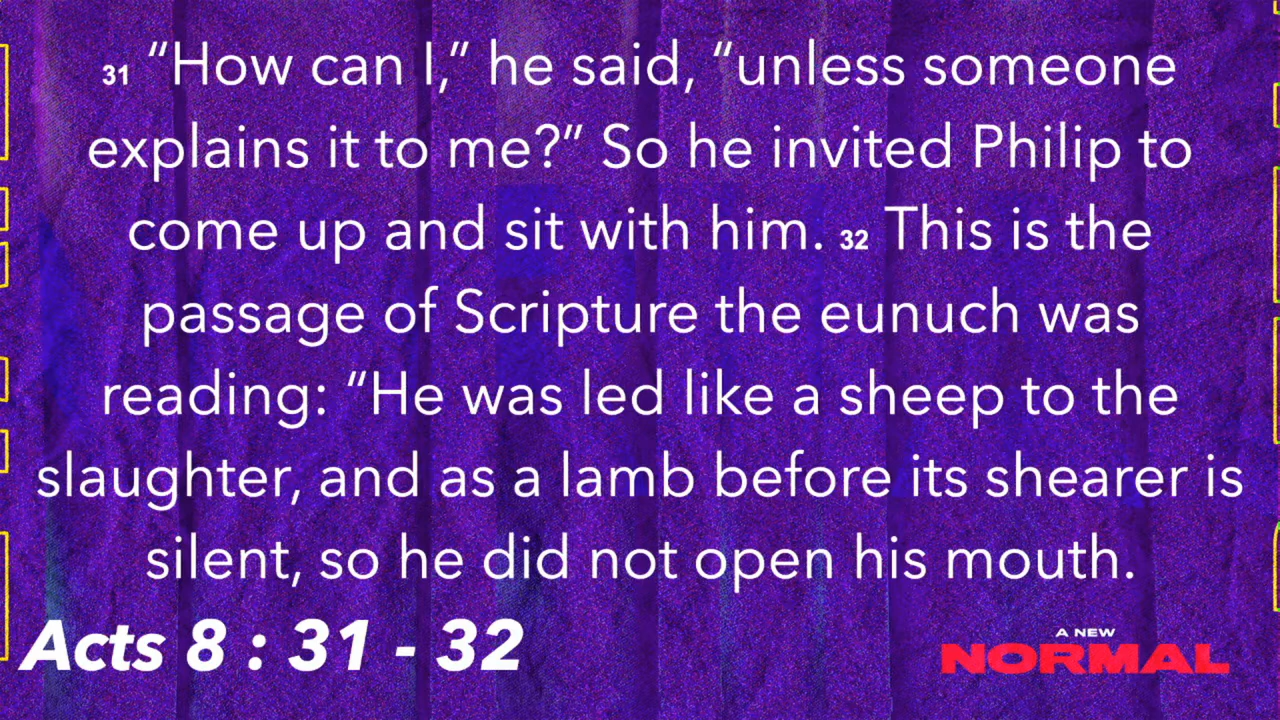 31 “How can I,” he said, “unless someone
explains it to me?” So he invited Philip to
come up and sit with him. 32 This is the
passage of Scripture the eunuch was
reading: “He was led like a sheep to the
slaughter, and as a lamb before its shearer is
silent, so he did not open his mouth.
Acts 8 : 31 - 32
A NEW
NORMAL